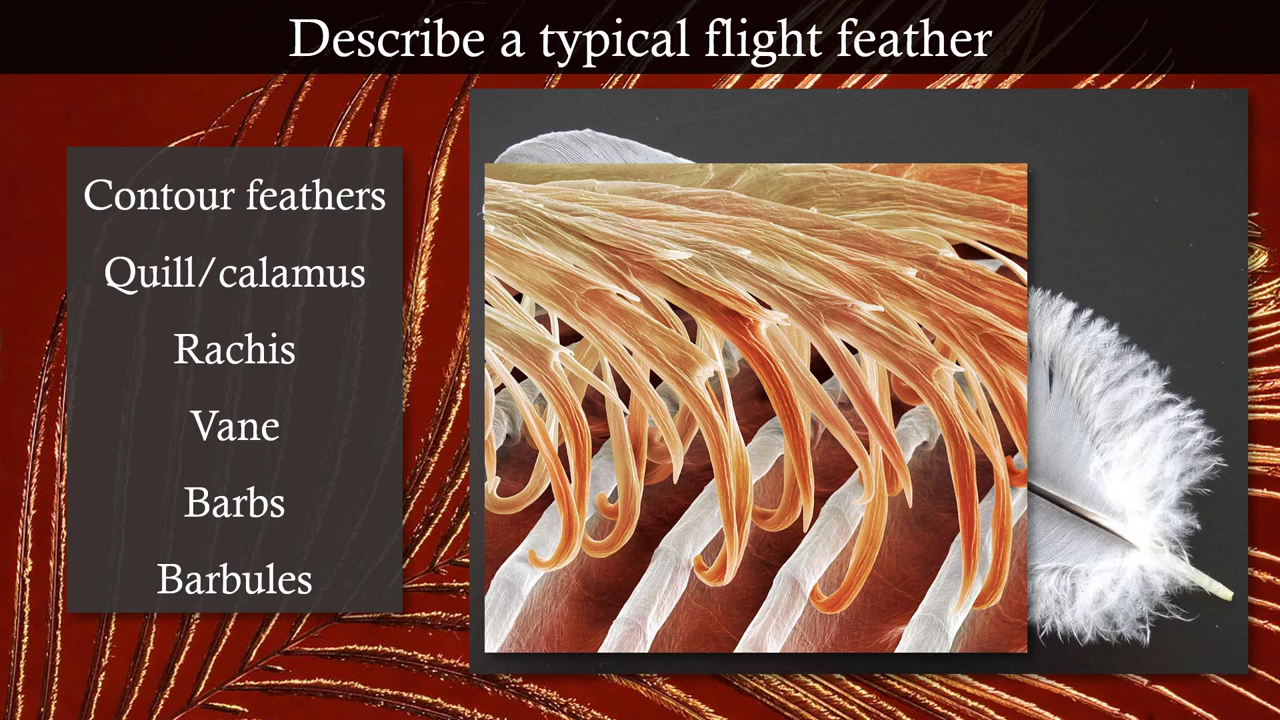 Describe a typical flight feather
Contour feathers
Quill/calamus
Rachis
Vane
Barbs
Barbules